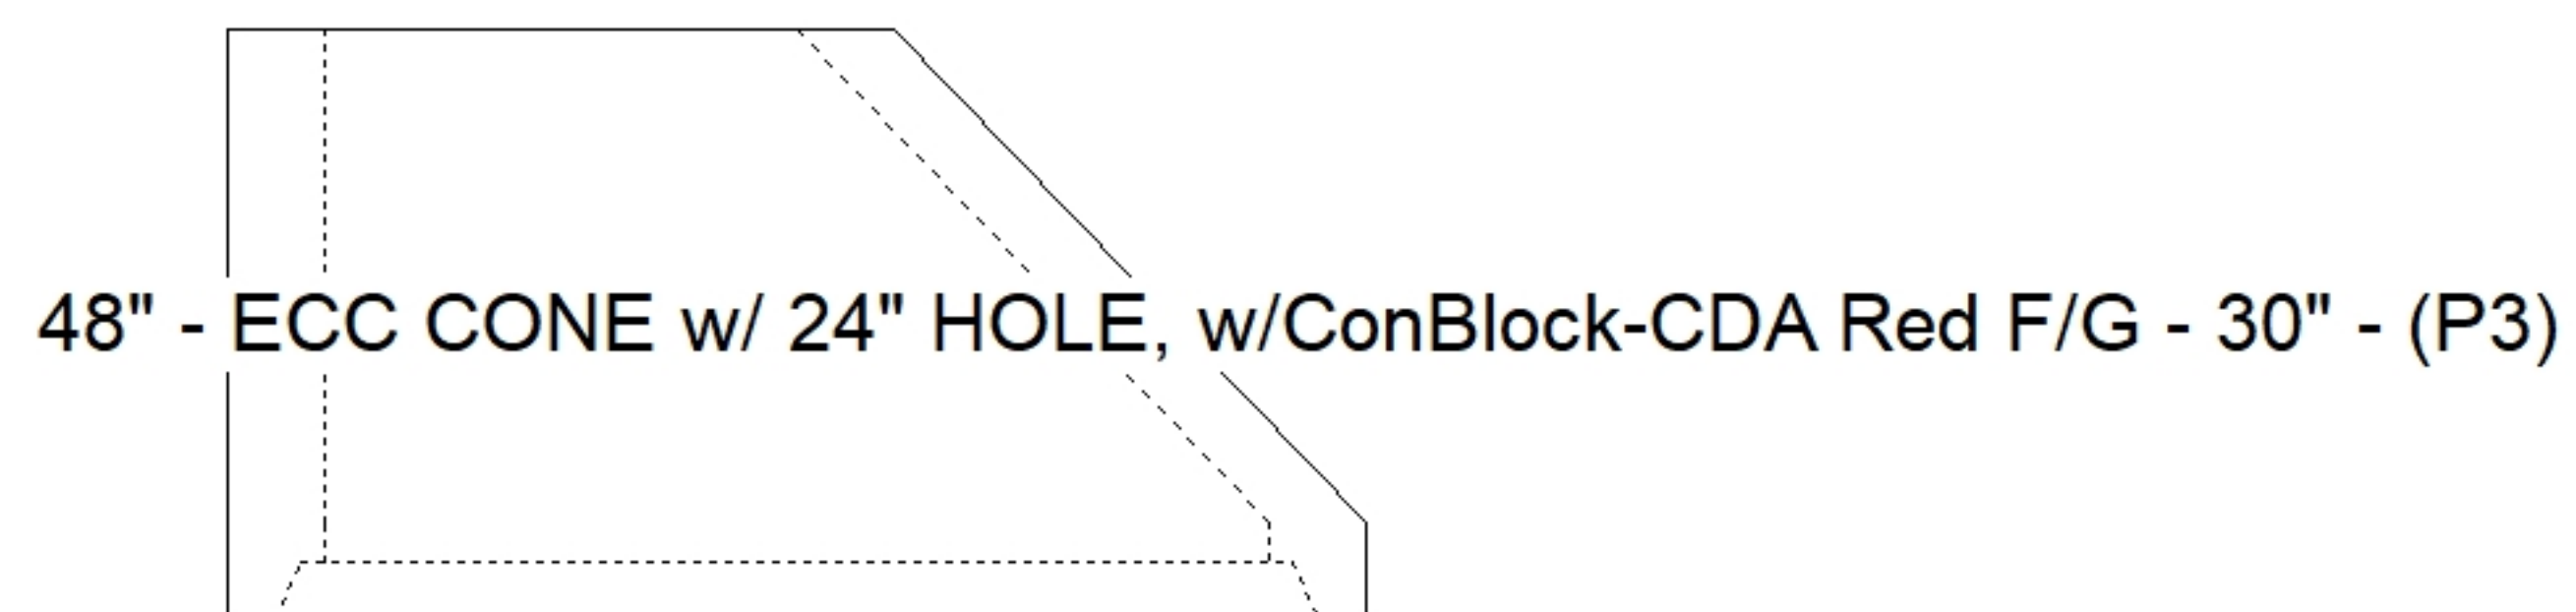 48" - ECC CONE w/ 24" HOLE, w/ConBlock-CDA Red F/G - 30" - (P3)